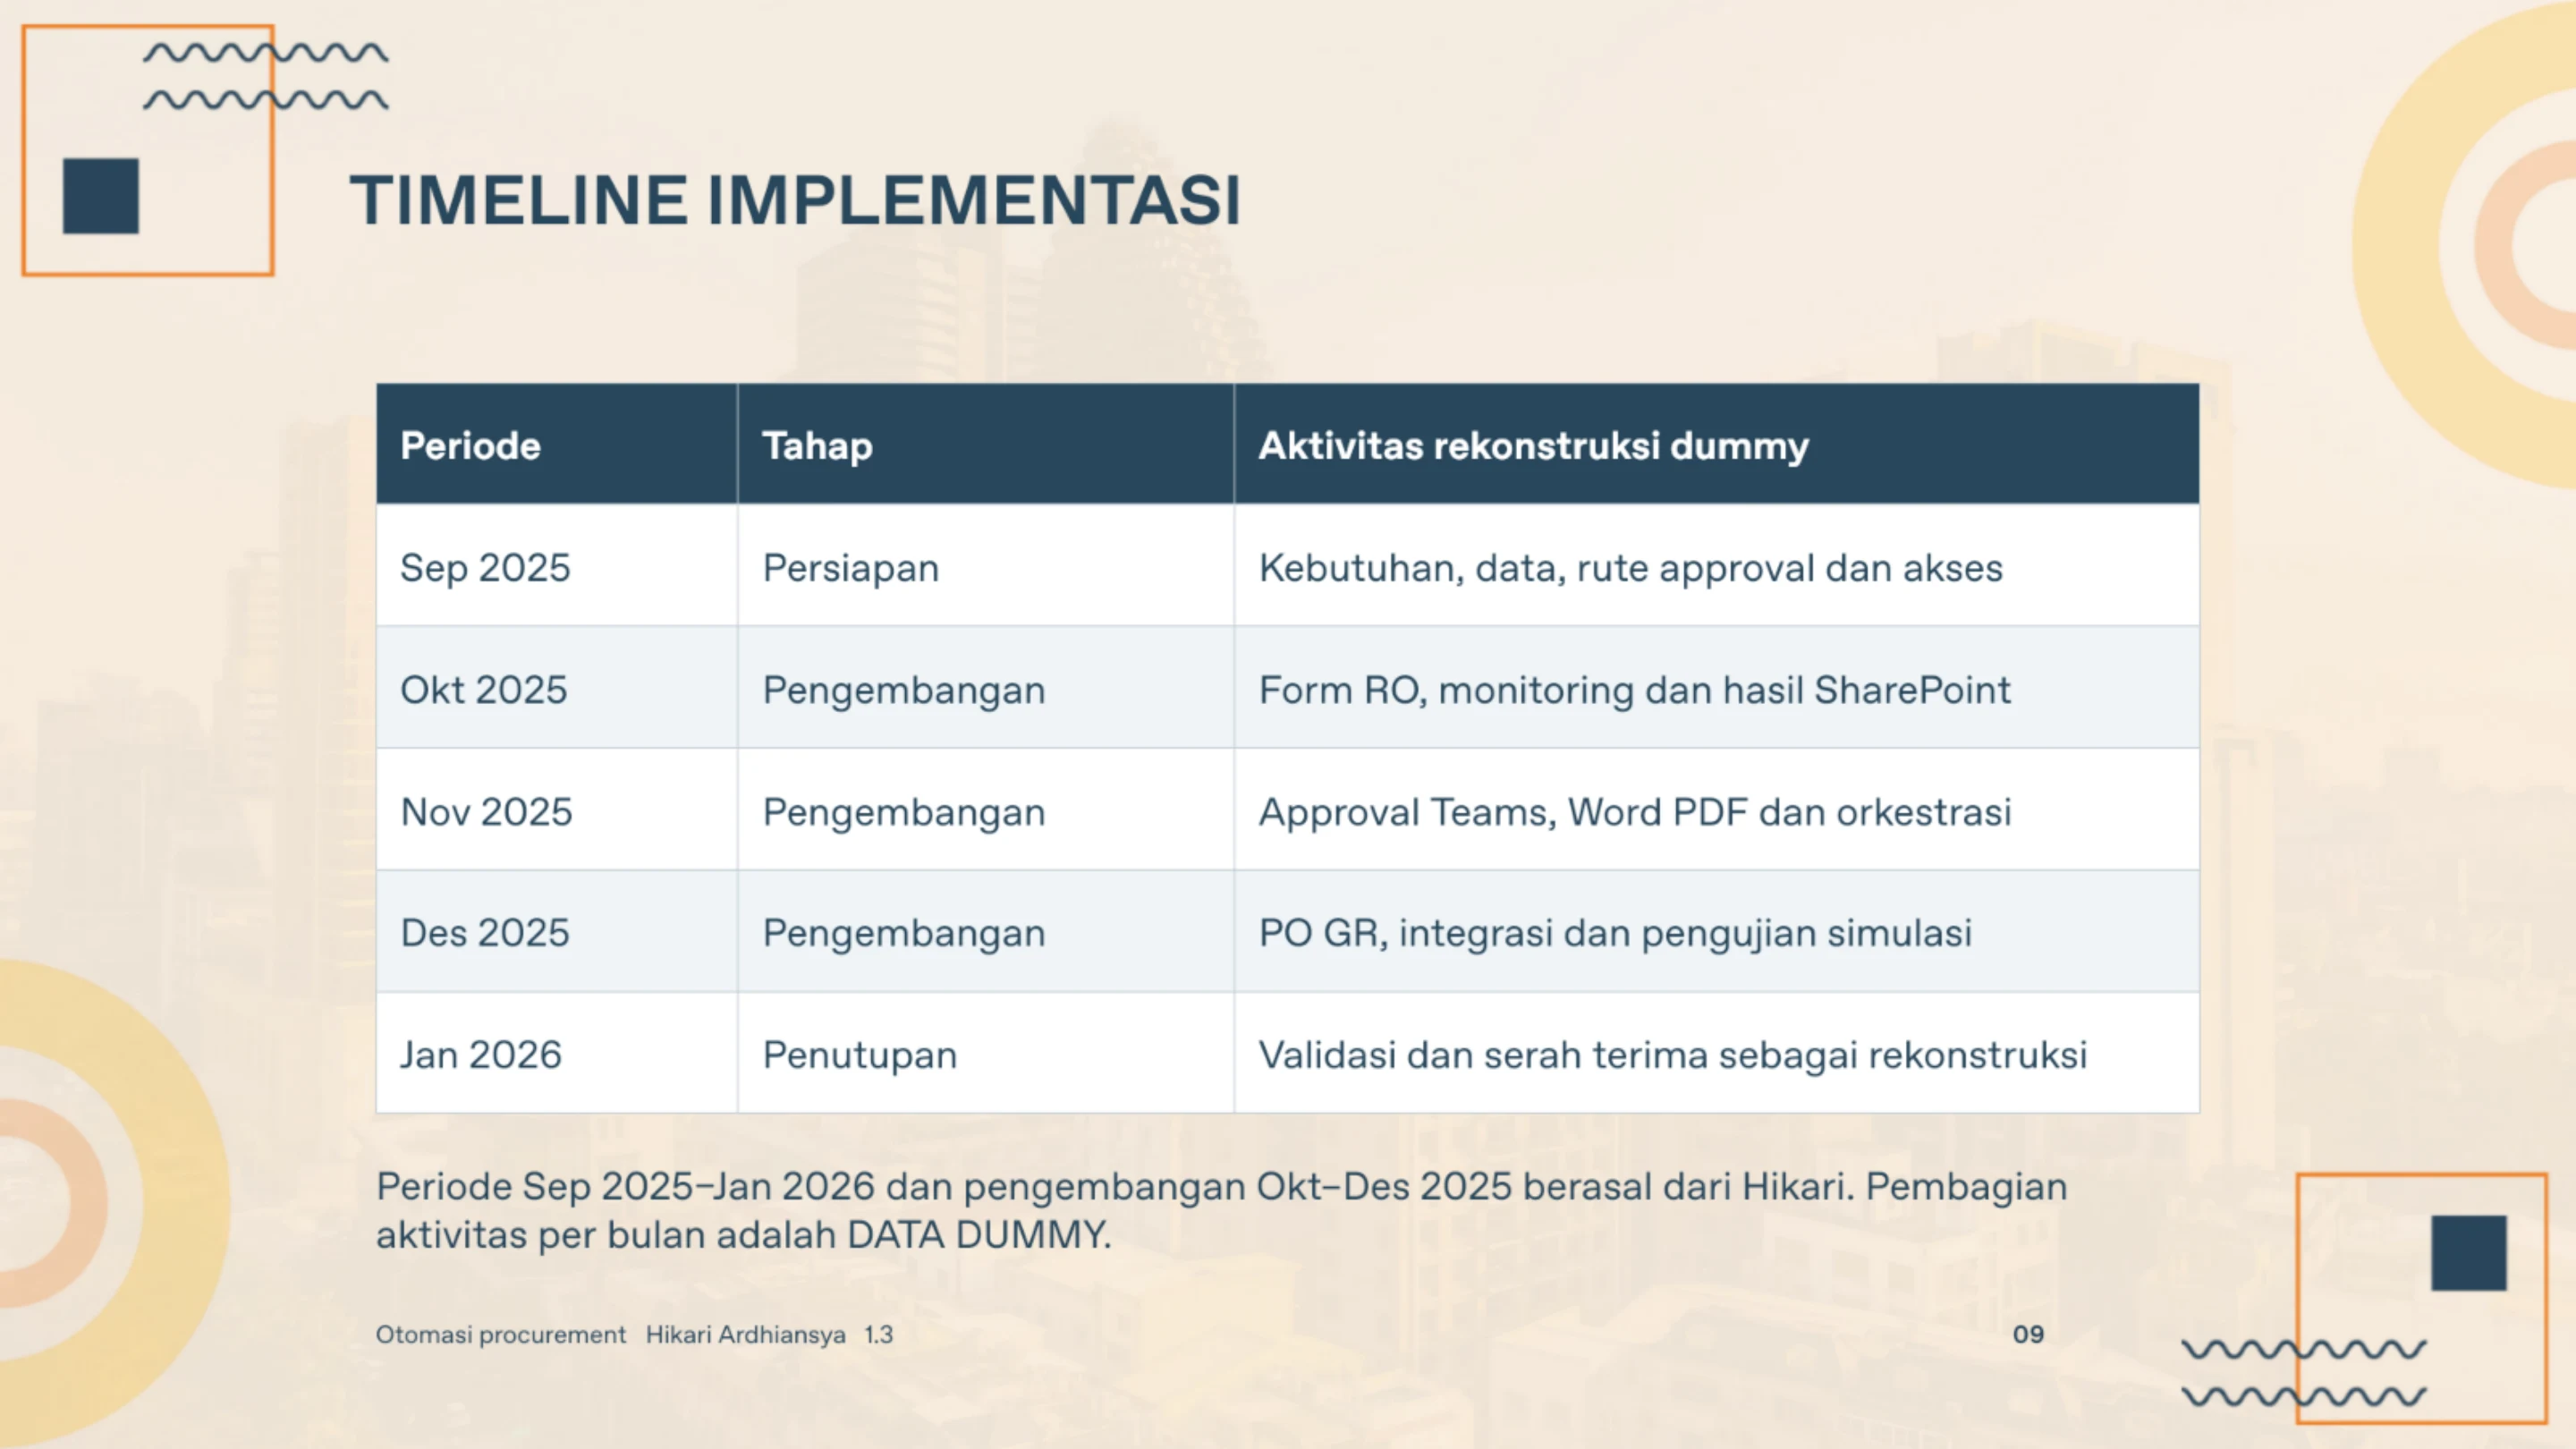 TIMELINE IMPLEMENTASI
Periode Tahap Aktivitas rekonstruksi dummy
Sep 2025 Persiapan Kebutuhan, data, rute approval dan akses
Okt 2025 Pengembangan Form RO, monitoring dan hasil SharePoint
Nov 2025 Pengembangan Approval Teams, Word PDF dan orkestrasi
Des 2025 Pengembangan PO GR, integrasi dan pengujian simulasi
Jan 2026 Penutupan Validasi dan serah terima sebagai rekonstruksi
Periode Sep 2025–Jan 2026 dan pengembangan Okt–Des 2025 berasal dari Hikari. Pembagian
aktivitas per bulan adalah DATA DUMMY.
Otomasi procurement Hikari Ardhiansya 1.3 09